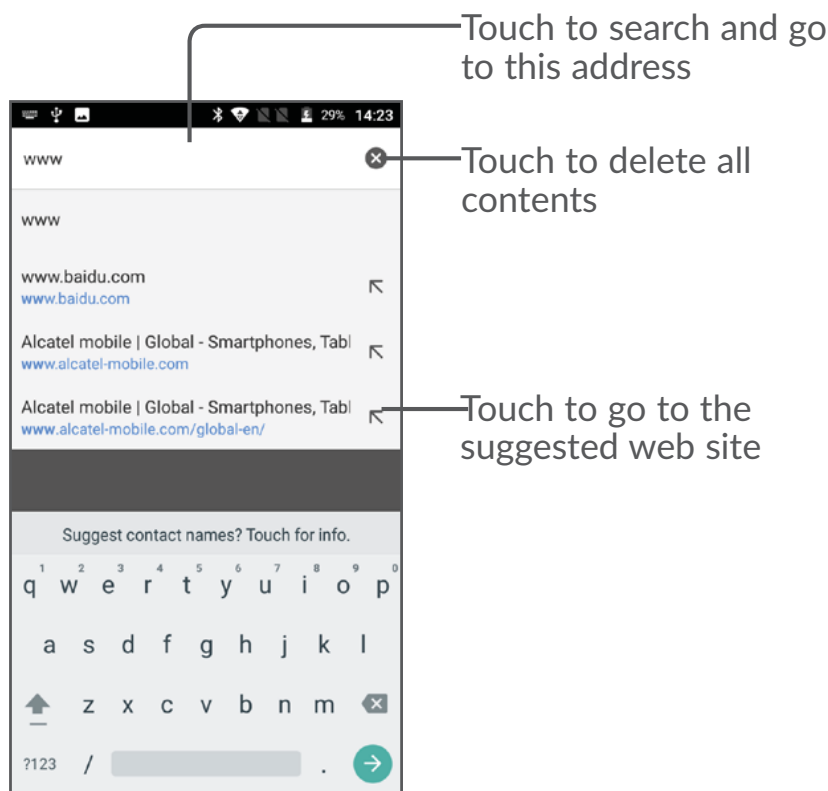 Touch to search and go
to this address
29% 14:23
www
Touch to delete all
contents
www
www.baidu.com
www.baidu.com
Alcatel mobile | Global - Smartphones, Tabl
www.alcatel-mobile.com
Alcatel mobile | Global - Smartphones, Tabl
www.alcatel-mobile.com/global-en/
Touch to go to the
suggested web site
Suggest contact names? Touch for info.
1 2 3 4 5 6 7 8 9 0
q w e r t y u i o p
a s d f g h j k l
z x c v b n m
?123 / .